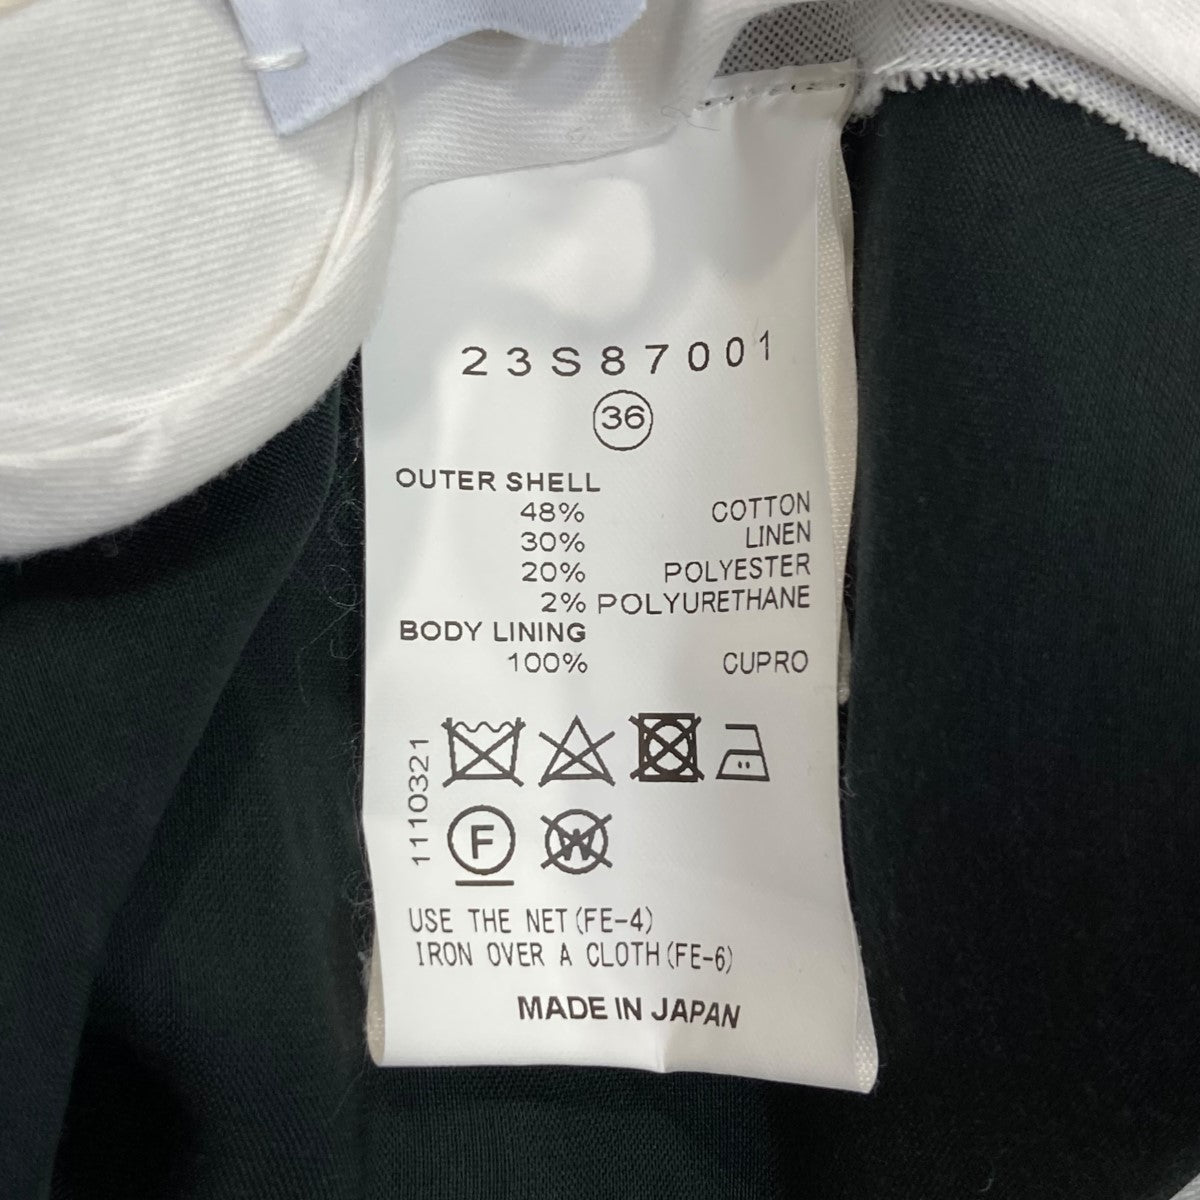 23S87001
36
OUTER SHELL
48% COTTON
30% LINEN
20% POLYESTER
2% POLYURETHANE
BODY LINING
100% CUPRO
1110321
F W
USE THE NET(FE-4)
IRON OVER A CLOTH(FE-6)
MADE IN JAPAN